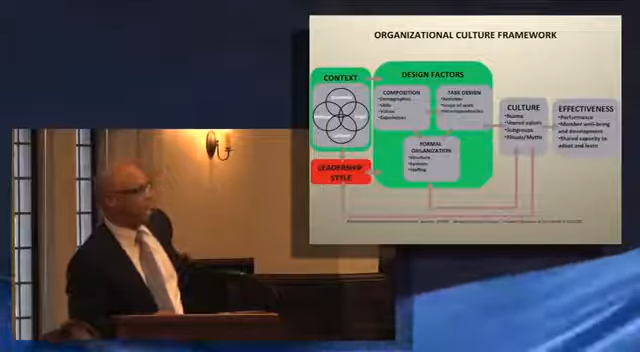 ORGANIZATIONAL CULTURE FRAMEWORK
CONTEXT
DESIGN FACTORS
COMPOSITION
•Demographics
•Skills
•Values
•Expectations
TASK DESIGN
•Activities
•Scope of work
•Interdependencies
FORMAL
ORGANIZATION
•Structure
•Systems
•Staffing
LEADERSHIP
STYLE
CULTURE
•Norms
•Shared values
•Subgroups
•Rituals/Myths
EFFECTIVENESS
•Performance
•Member well-being
and development
•Shared capacity to
adapt and learn